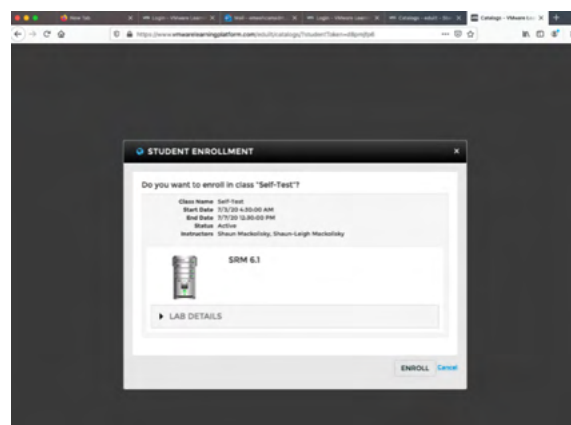 New Tab
STUDENT ENROLLMENT
Do you want to enroll in class "Self-Test"?
Class Name Self-Test
Start Date 7/3/20 4:30:00 AM
End Date 7/7/20 12:30:00 PM
Status Active
Instructors Shaun Mackolisky, Shaun-Leigh Mackolisky
SRM 6.1
LAB DETAILS
ENROLL Cancel